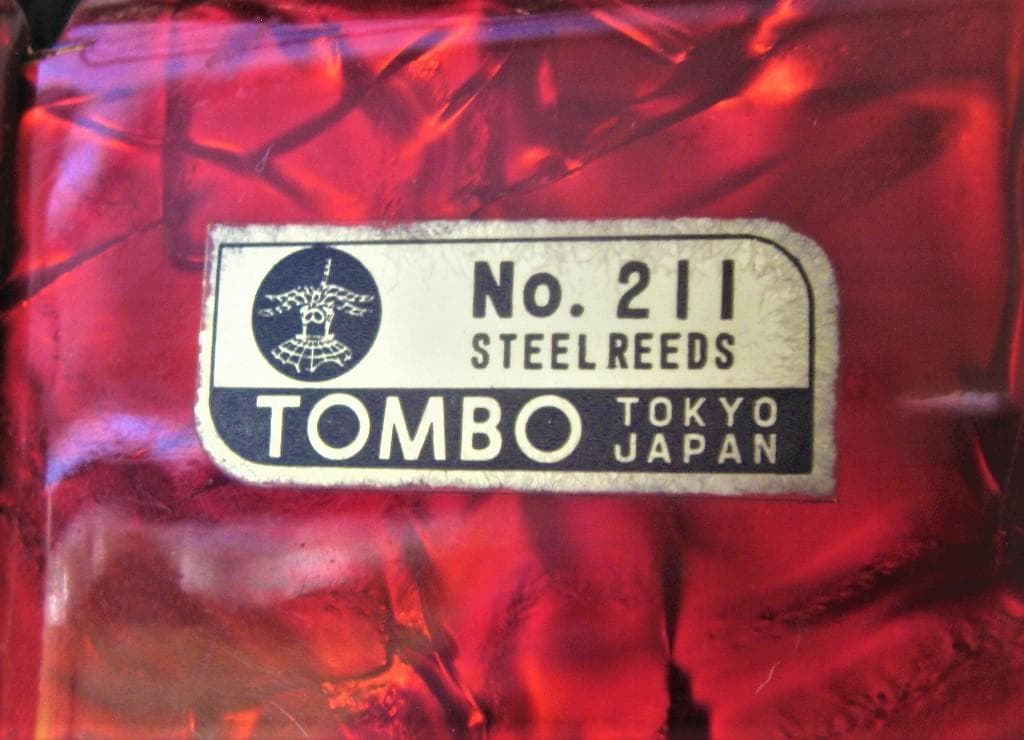 No. 211
STEEL REEDS
TOMBO
TOKYO
JAPAN